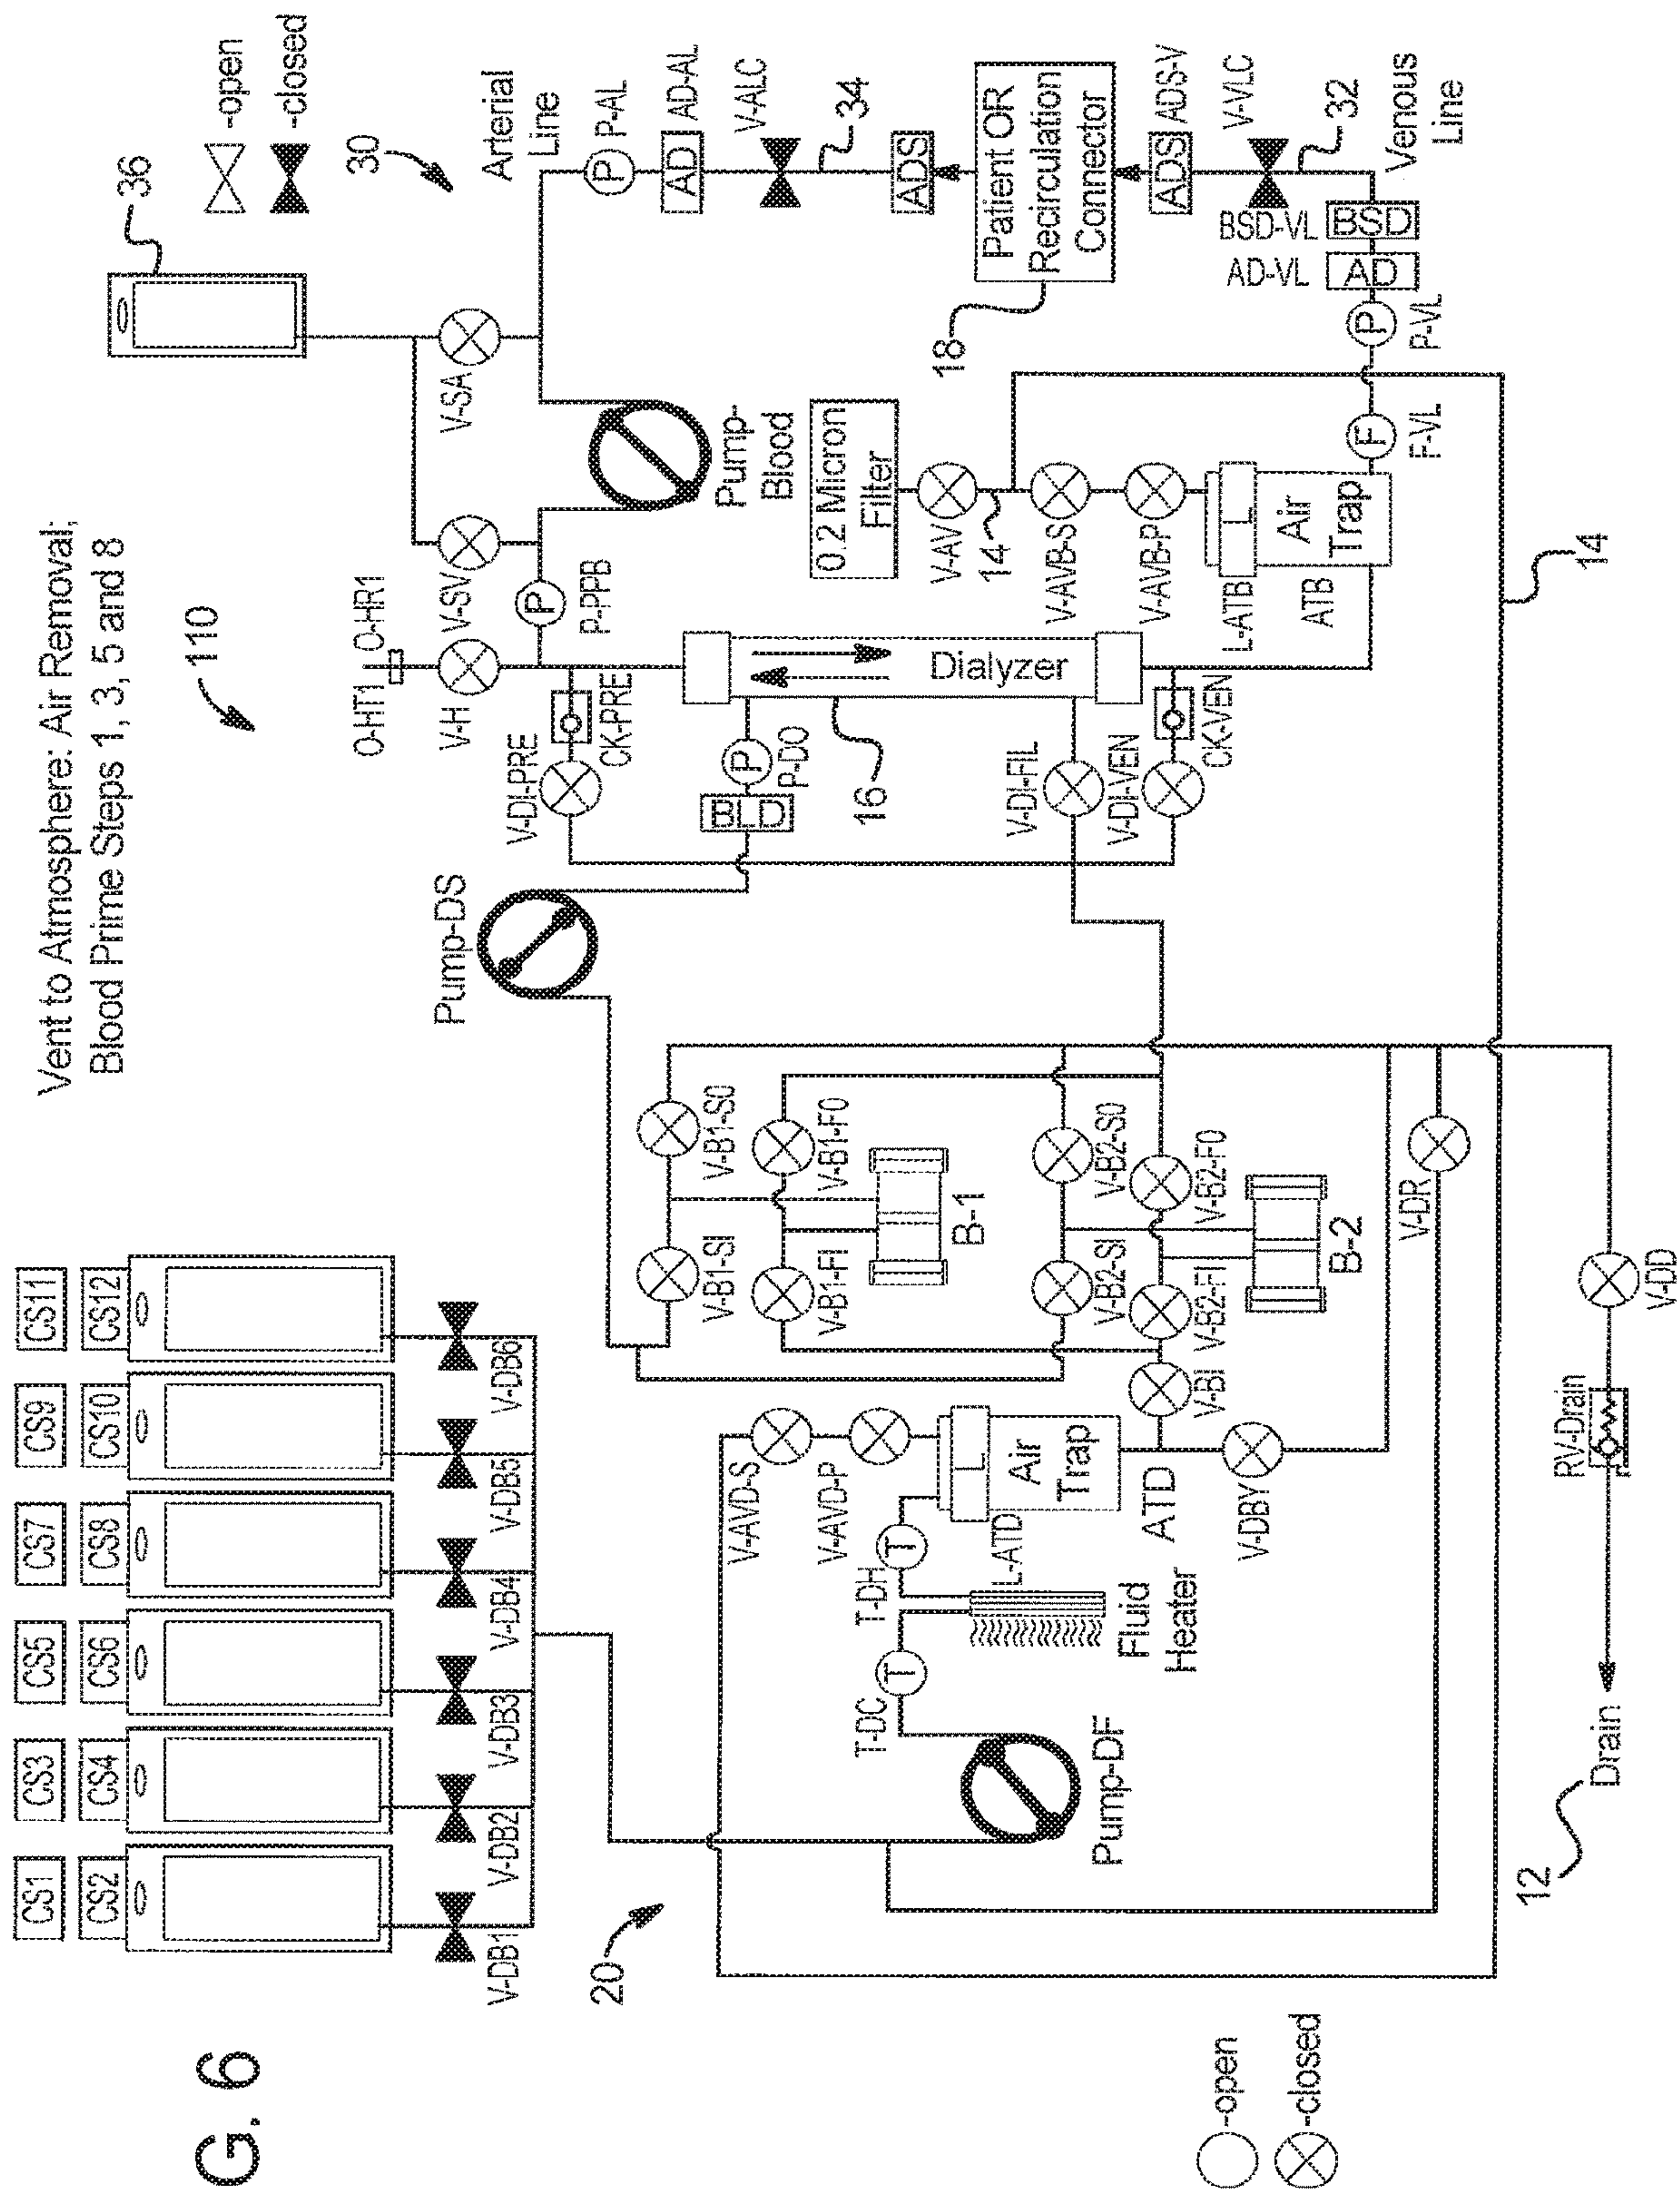 G. 6
Vent to Atmosphere: Air Removal;
Blood Prime Steps 1, 3, 5 and 8
110
-open
-closed
36
30
CS1
CS2
CS3
CS4
CS5
CS6
CS7
CS8
CS9
CS10
CS11
CS12
V-DB1
V-DB2
V-DB3
V-DB4
V-DB5
V-DB6
20
Pump-DS
O-HT1
O-HR1
V-H
V-SV
V-SA
P
P-PPB
Pump-
Blood
Arterial
Line
P
P-AL
AD
AD-AL
V-ALC
34
ADS
Patient OR
Recirculation
Connector
18
ADS
ADS-V
V-VLC
32
Venous
Line
BSD-VL
BSD
AD-VL
AD
P
P-VL
F
F-VL
V-DI-PRE
CK-PRE
BLD
P
P-DO
16
Dialyzer
V-DI-FIL
V-DI-VEN
CK-VEN
0.2 Micron
Filter
V-AV
14
V-AVB-S
V-AVB-P
L-ATB
L
Air
Trap
ATB
14
V-B1-SI
V-B1-S0
V-B1-FI
V-B1-F0
B-1
V-B2-SI
V-B2-S0
V-B2-FI
V-B2-F0
B-2
V-BI
V-AVD-S
V-AVD-P
L
Air
Trap
L-ATD
ATD
V-DBY
T-DH
T
T-DC
T
Fluid
Heater
Pump-DF
V-DR
V-DD
RV-Drain
Drain
12
-open
-closed